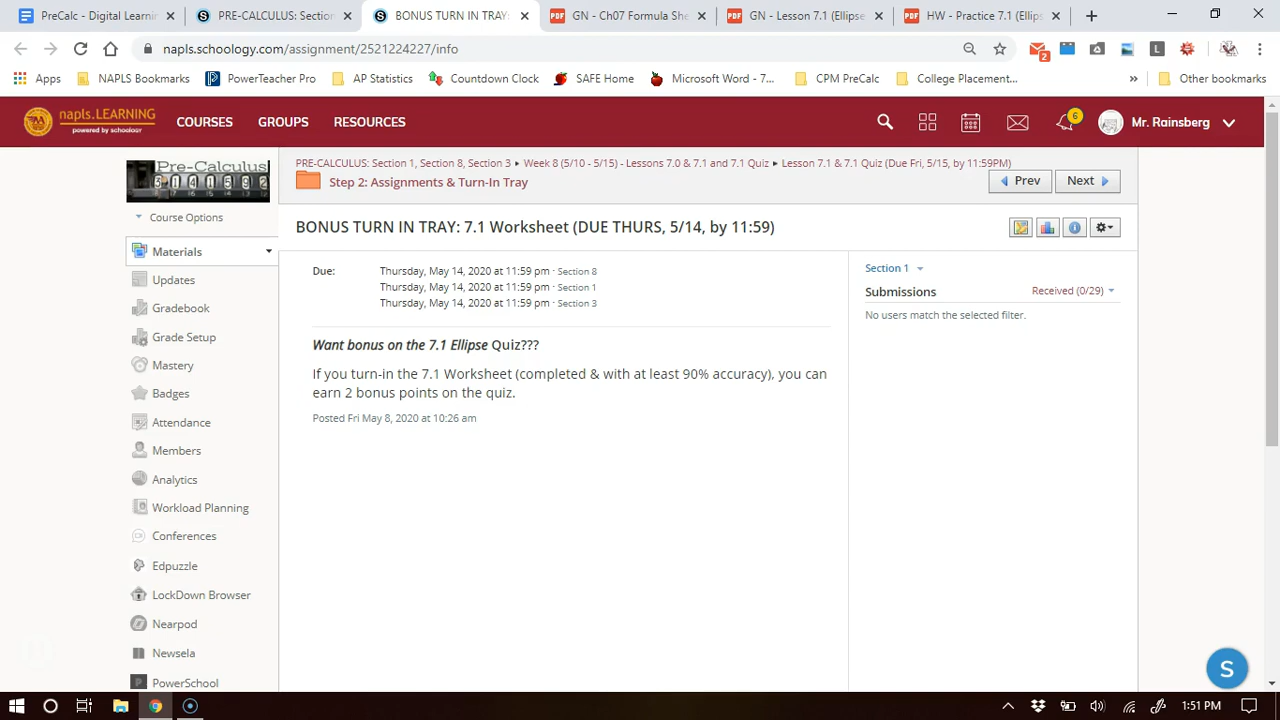 PreCalc - Digital Learnin
PRE-CALCULUS: Section
BONUS TURN IN TRAY:
GN - Ch07 Formula She
GN - Lesson 7.1 (Ellipse
HW - Practice 7.1 (Ellips
napls.schoology.com/assignment/2521224227/info
2
L
Apps
NAPLS Bookmarks
PowerTeacher Pro
AP Statistics
Countdown Clock
SAFE Home
Microsoft Word - 7...
CPM PreCalc
College Placement...
»
Other bookmarks
napls.LEARNING
powered by schoology
COURSES
GROUPS
RESOURCES
6
Mr. Rainsberg
Pre-Calculus
PRE-CALCULUS: Section 1, Section 8, Section 3 ▸ Week 8 (5/10 - 5/15) - Lessons 7.0 & 7.1 and 7.1 Quiz ▸ Lesson 7.1 & 7.1 Quiz (Due Fri, 5/15, by 11:59PM)
Step 2: Assignments & Turn-In Tray
Prev
Next
Course Options
BONUS TURN IN TRAY: 7.1 Worksheet (DUE THURS, 5/14, by 11:59)
Materials
Updates
Gradebook
Grade Setup
Mastery
Badges
Attendance
Members
Analytics
Workload Planning
Conferences
Edpuzzle
LockDown Browser
Nearpod
Newsela
PowerSchool
Due:
Thursday, May 14, 2020 at 11:59 pm · Section 8
Thursday, May 14, 2020 at 11:59 pm · Section 1
Thursday, May 14, 2020 at 11:59 pm · Section 3
Want bonus on the 7.1 Ellipse Quiz???
If you turn-in the 7.1 Worksheet (completed & with at least 90% accuracy), you can
earn 2 bonus points on the quiz.
Posted Fri May 8, 2020 at 10:26 am
Section 1
Submissions
Received (0/29)
No users match the selected filter.
S
1:51 PM